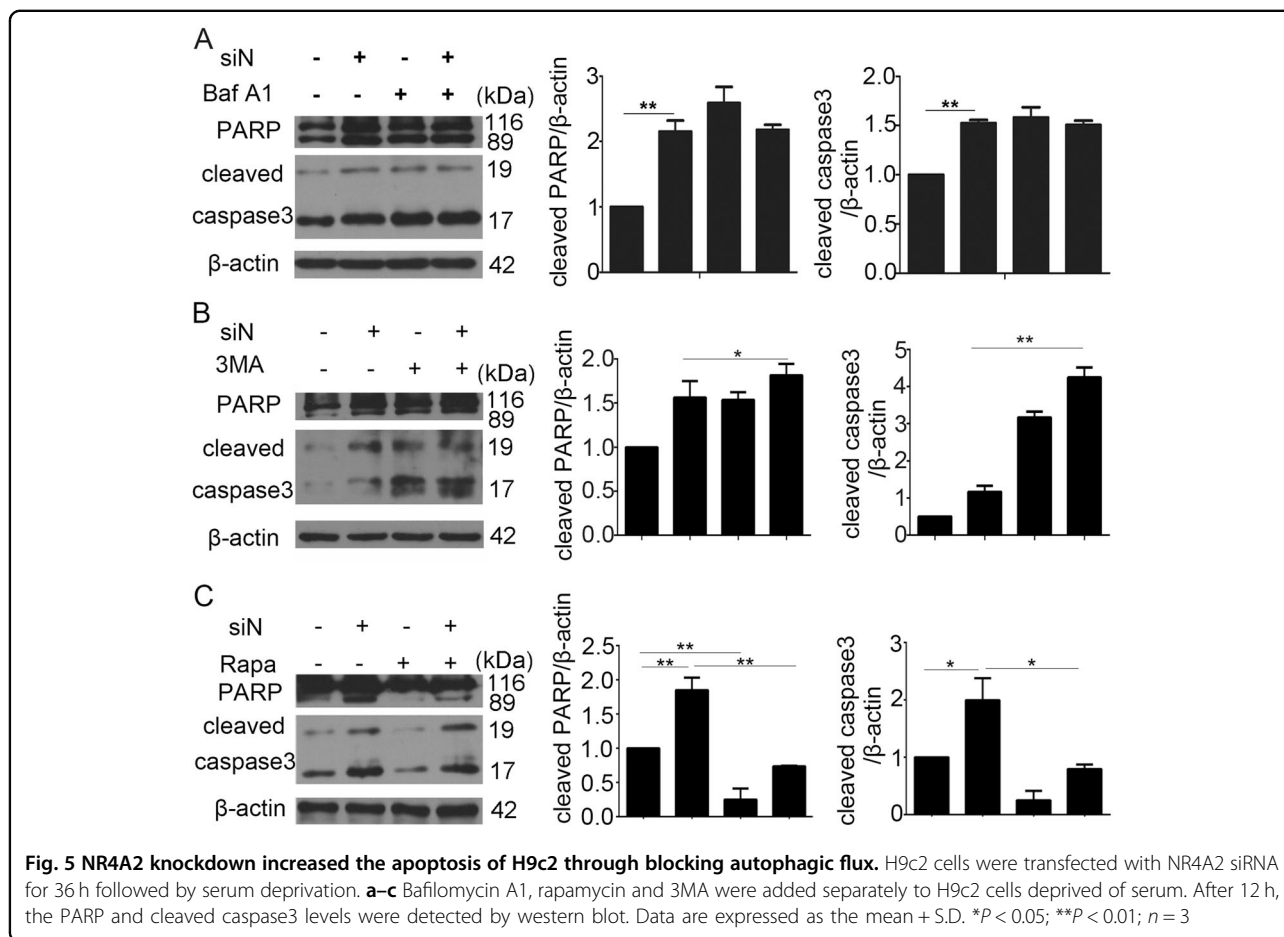 A
siN - + - +
Baf A1 - - + + (kDa)
PARP 116
89
cleaved 19
caspase3 17
β-actin 42
cleaved PARP/β-actin
3
2
1
0
**
cleaved caspase3
/β-actin
2.0
1.5
1.0
0.5
0.0
**
B
siN - + - +
3MA - - + + (kDa)
PARP 116
89
cleaved 19
caspase3 17
β-actin 42
cleaved PARP/β-actin
2.0
1.5
1.0
0.5
0.0
*
cleaved caspase3
/β-actin
5
4
3
2
1
0
**
C
siN - + - +
Rapa - - + + (kDa)
PARP 116
89
cleaved 19
caspase3 17
β-actin 42
cleaved PARP/β-actin
2.5
2.0
1.5
1.0
0.5
0.0
**
** **
cleaved caspase3
/β-actin
3
2
1
0
* *
Fig. 5 NR4A2 knockdown increased the apoptosis of H9c2 through blocking autophagic flux. H9c2 cells were transfected with NR4A2 siRNA
for 36 h followed by serum deprivation. a–c Bafilomycin A1, rapamycin and 3MA were added separately to H9c2 cells deprived of serum. After 12 h,
the PARP and cleaved caspase3 levels were detected by western blot. Data are expressed as the mean + S.D. *P < 0.05; **P < 0.01; n = 3